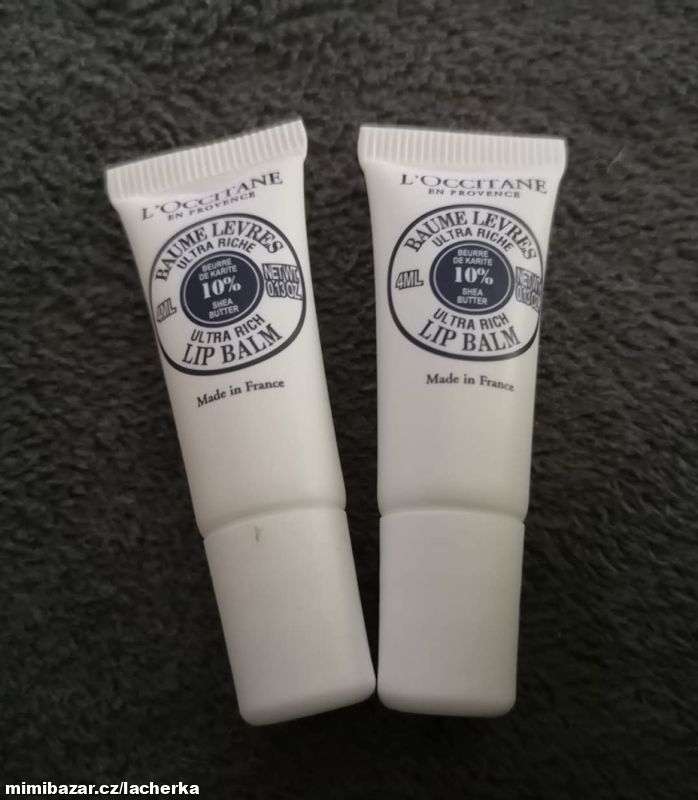 L'OCCITANE
EN PROVENCE
BAUME LEVRES
ULTRA RICHE
BEURRE
DE KARITE
10%
SHEA
BUTTER
4ML
NET WT.
0.13 OZ
ULTRA RICH
LIP BALM
Made in France
L'OCCITANE
EN PROVENCE
BAUME LEVRES
ULTRA RICHE
BEURRE
DE KARITE
10%
SHEA
BUTTER
4ML
NET WT.
0.13 OZ
ULTRA RICH
LIP BALM
Made in France
mimibazar.cz/lacherka